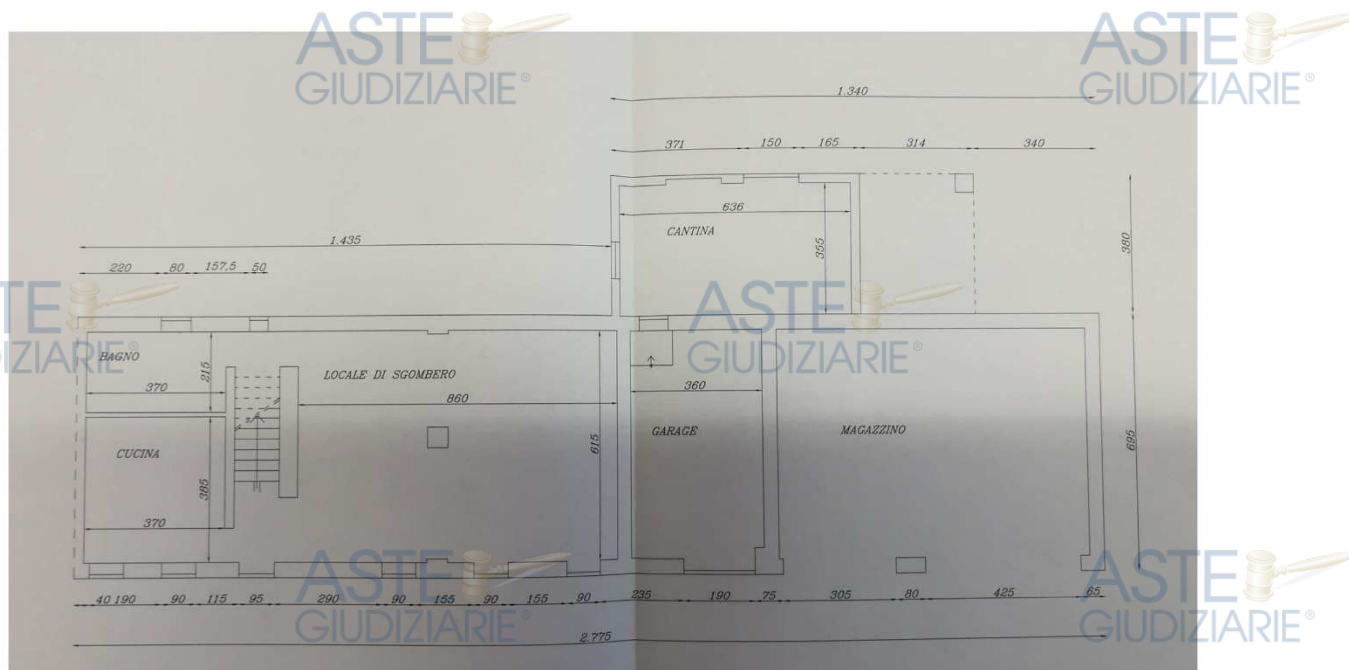 ASTE
GIUDIZIARIE®
ASTE
GIUDIZIARIE®
1.340
371 150 165 314 340
636
CANTINA
355
380
1.435
220 80 157,5 50
TE
DIZIARIE®
ASTE
GIUDIZIARIE®
BAGNO
215
370
LOCALE DI SGOMBERO
860
360
GARAGE
MAGAZZINO
615
695
CUCINA
385
370
ASTE
GIUDIZIARIE®
ASTE
GIUDIZIARIE®
40 190 90 115 95 290 90 155 90 155 90 235 190 75 305 80 425 65
2.775